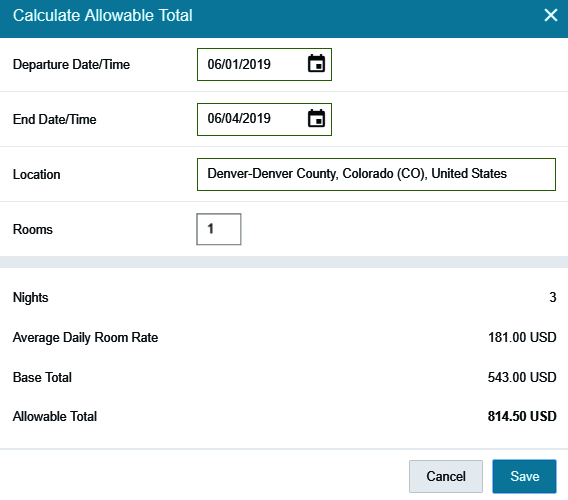 Calculate Allowable Total
Departure Date/Time 06/01/2019
End Date/Time 06/04/2019
Location Denver-Denver County, Colorado (CO), United States
Rooms 1
Nights 3
Average Daily Room Rate 181.00 USD
Base Total 543.00 USD
Allowable Total 814.50 USD
Cancel Save